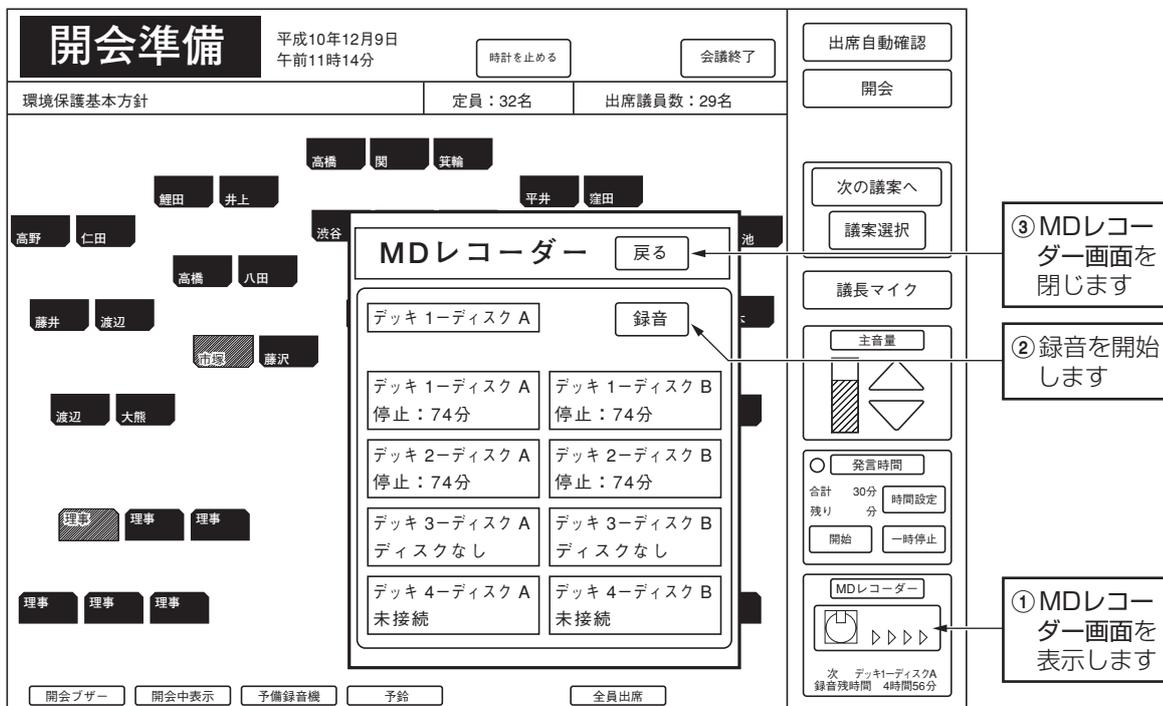 開会準備
平成10年12月9日
午前11時14分
時計を止める
会議終了
環境保護基本方針
定員：32名
出席議員数：29名
高橋
関
箕輪
鯉田
井上
平井
窪田
高野
仁田
渋谷
池
高橋
八田
藤井
渡辺
市塚
藤沢
渡辺
大熊
理事
理事
理事
理事
理事
理事
MDレコーダー
戻る
デッキ 1ーディスク A
録音
デッキ 1ーディスク A
停止：74分
デッキ 1ーディスク B
停止：74分
デッキ 2ーディスク A
停止：74分
デッキ 2ーディスク B
停止：74分
デッキ 3ーディスク A
ディスクなし
デッキ 3ーディスク B
ディスクなし
デッキ 4ーディスク A
未接続
デッキ 4ーディスク B
未接続
開会ブザー
開会中表示
予備録音機
予鈴
全員出席
出席自動確認
開会
次の議案へ
議案選択
議長マイク
主音量
発言時間
合計 30分
残り 分
時間設定
開始
一時停止
MDレコーダー
次 デッキ1ーディスクA
録音残時間 4時間56分
③MDレコー
ダー画面を
閉じます
②録音を開始
します
①MDレコー
ダー画面を
表示します